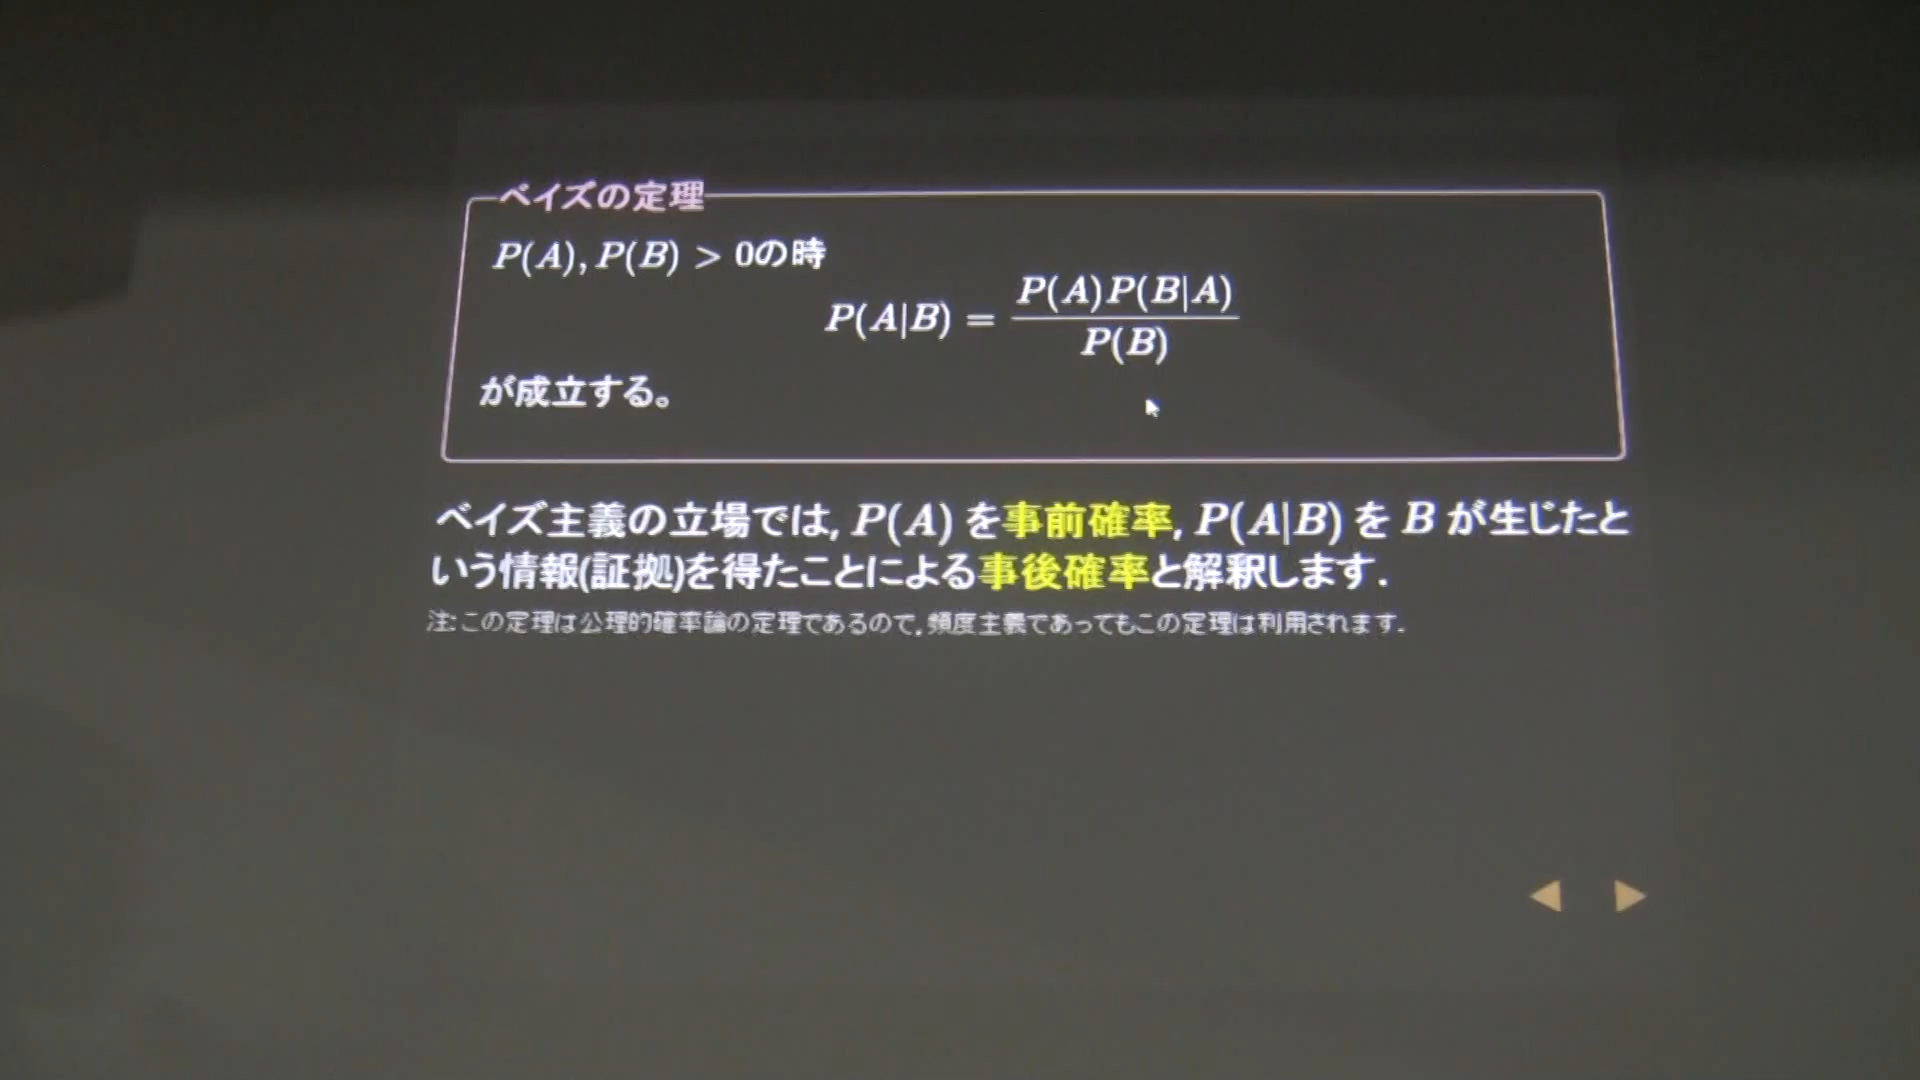 ベイズの定理
P(A), P(B) > 0の時
P(A|B) = P(A)P(B|A) / P(B)
が成立する。
ベイズ主義の立場では, P(A) を事前確率, P(A|B) を B が生じたと
いう情報(証拠)を得たことによる事後確率と解釈します.
注:この定理は公理的確率論の定理であるので, 頻度主義であってもこの定理は利用されます.